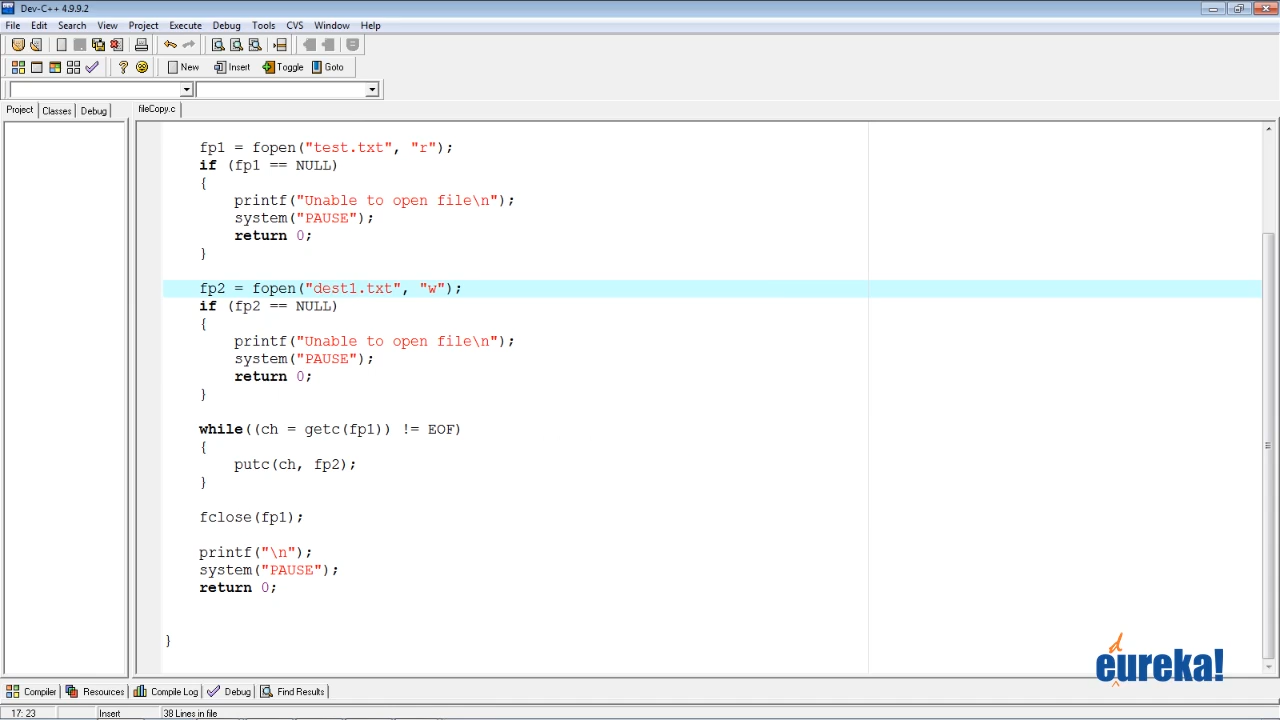 Dev-C++ 4.9.9.2
File Edit Search View Project Execute Debug Tools CVS Window Help
New Insert Toggle Goto
Project Classes Debug fileCopy.c
fp1 = fopen("test.txt", "r");
if (fp1 == NULL)
{
printf("Unable to open file\n");
system("PAUSE");
return 0;
}
fp2 = fopen("dest1.txt", "w");
if (fp2 == NULL)
{
printf("Unable to open file\n");
system("PAUSE");
return 0;
}
while((ch = getc(fp1)) != EOF)
{
putc(ch, fp2);
}
fclose(fp1);
printf("\n");
system("PAUSE");
return 0;
}
edureka!
Compiler Resources Compile Log Debug Find Results
17: 23 Insert 38 Lines in file